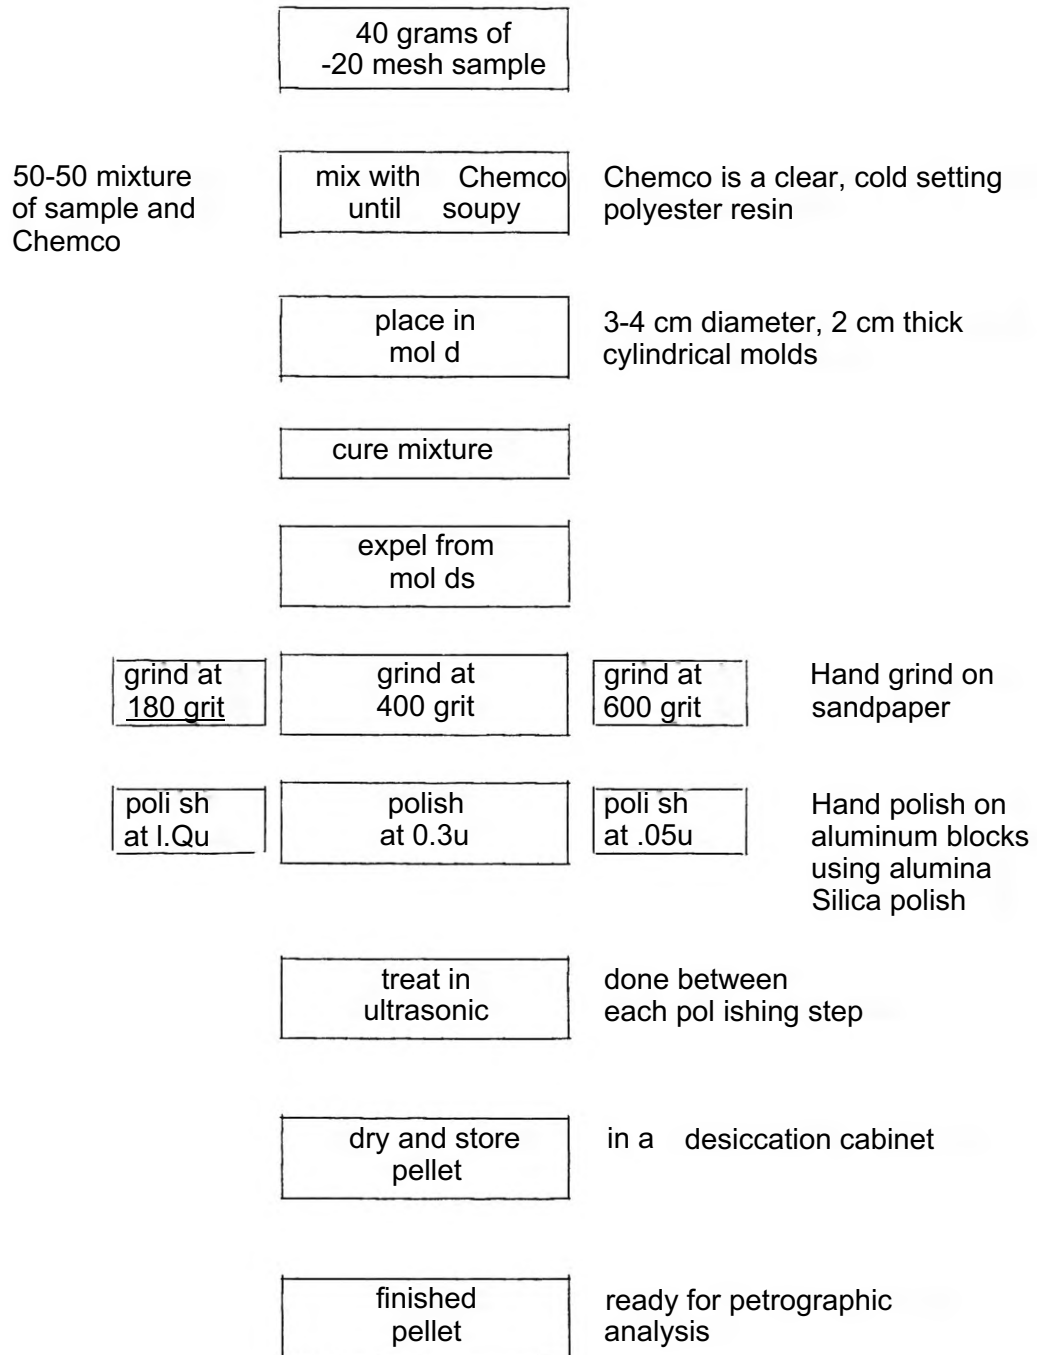 40 grams of
-20 mesh sample
50-50 mixture
of sample and
Chemco
mix with Chemco
until soupy
Chemco is a clear, cold setting
polyester resin
place in
mol d
3-4 cm diameter, 2 cm thick
cylindrical molds
cure mixture
expel from
mol ds
grind at
180 grit
grind at
400 grit
grind at
600 grit
Hand grind on
sandpaper
poli sh
at l.Qu
polish
at 0.3u
poli sh
at .05u
Hand polish on
aluminum blocks
using alumina
Silica polish
treat in
ultrasonic
done between
each pol ishing step
dry and store
pellet
in a desiccation cabinet
finished
pellet
ready for petrographic
analysis